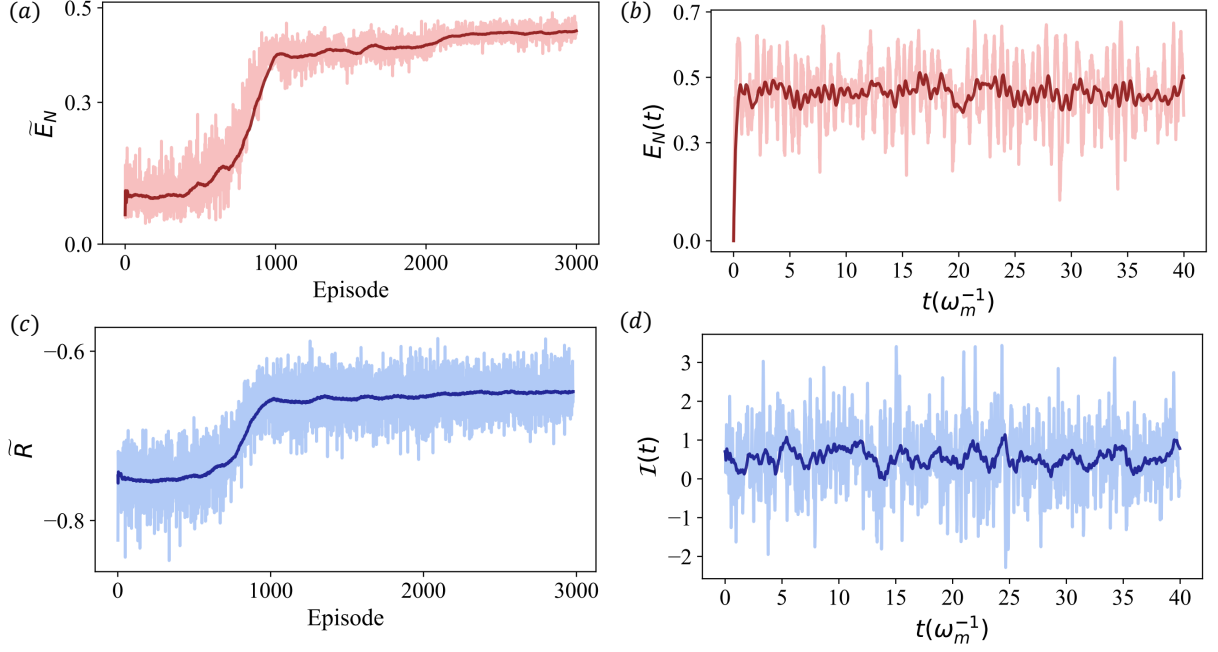 (a)
0.5
0.3
0.0
Ẽ_N
0 1000 2000 3000
Episode
(b)
0.7
0.5
0.3
0.0
E_N(t)
0 5 10 15 20 25 30 35 40
t(ω_m^{-1})
(c)
−0.6
−0.8
R̃
0 1000 2000 3000
Episode
(d)
3
2
1
0
−1
−2
ℐ(t)
0 5 10 15 20 25 30 35 40
t(ω_m^{-1})